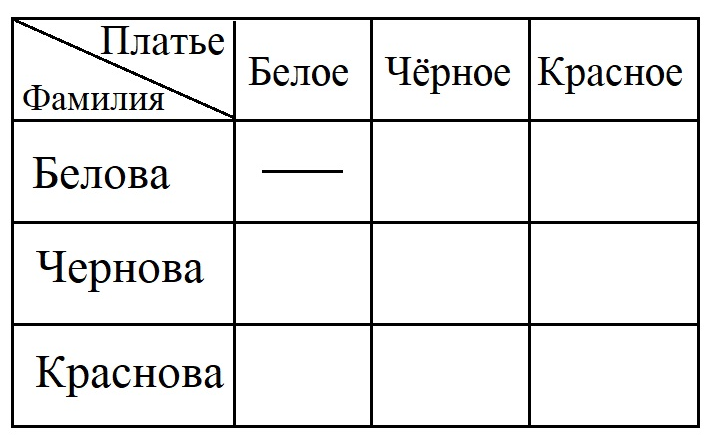 Платье
Фамилия
Белое Чёрное Красное
Белова —
Чернова
Краснова